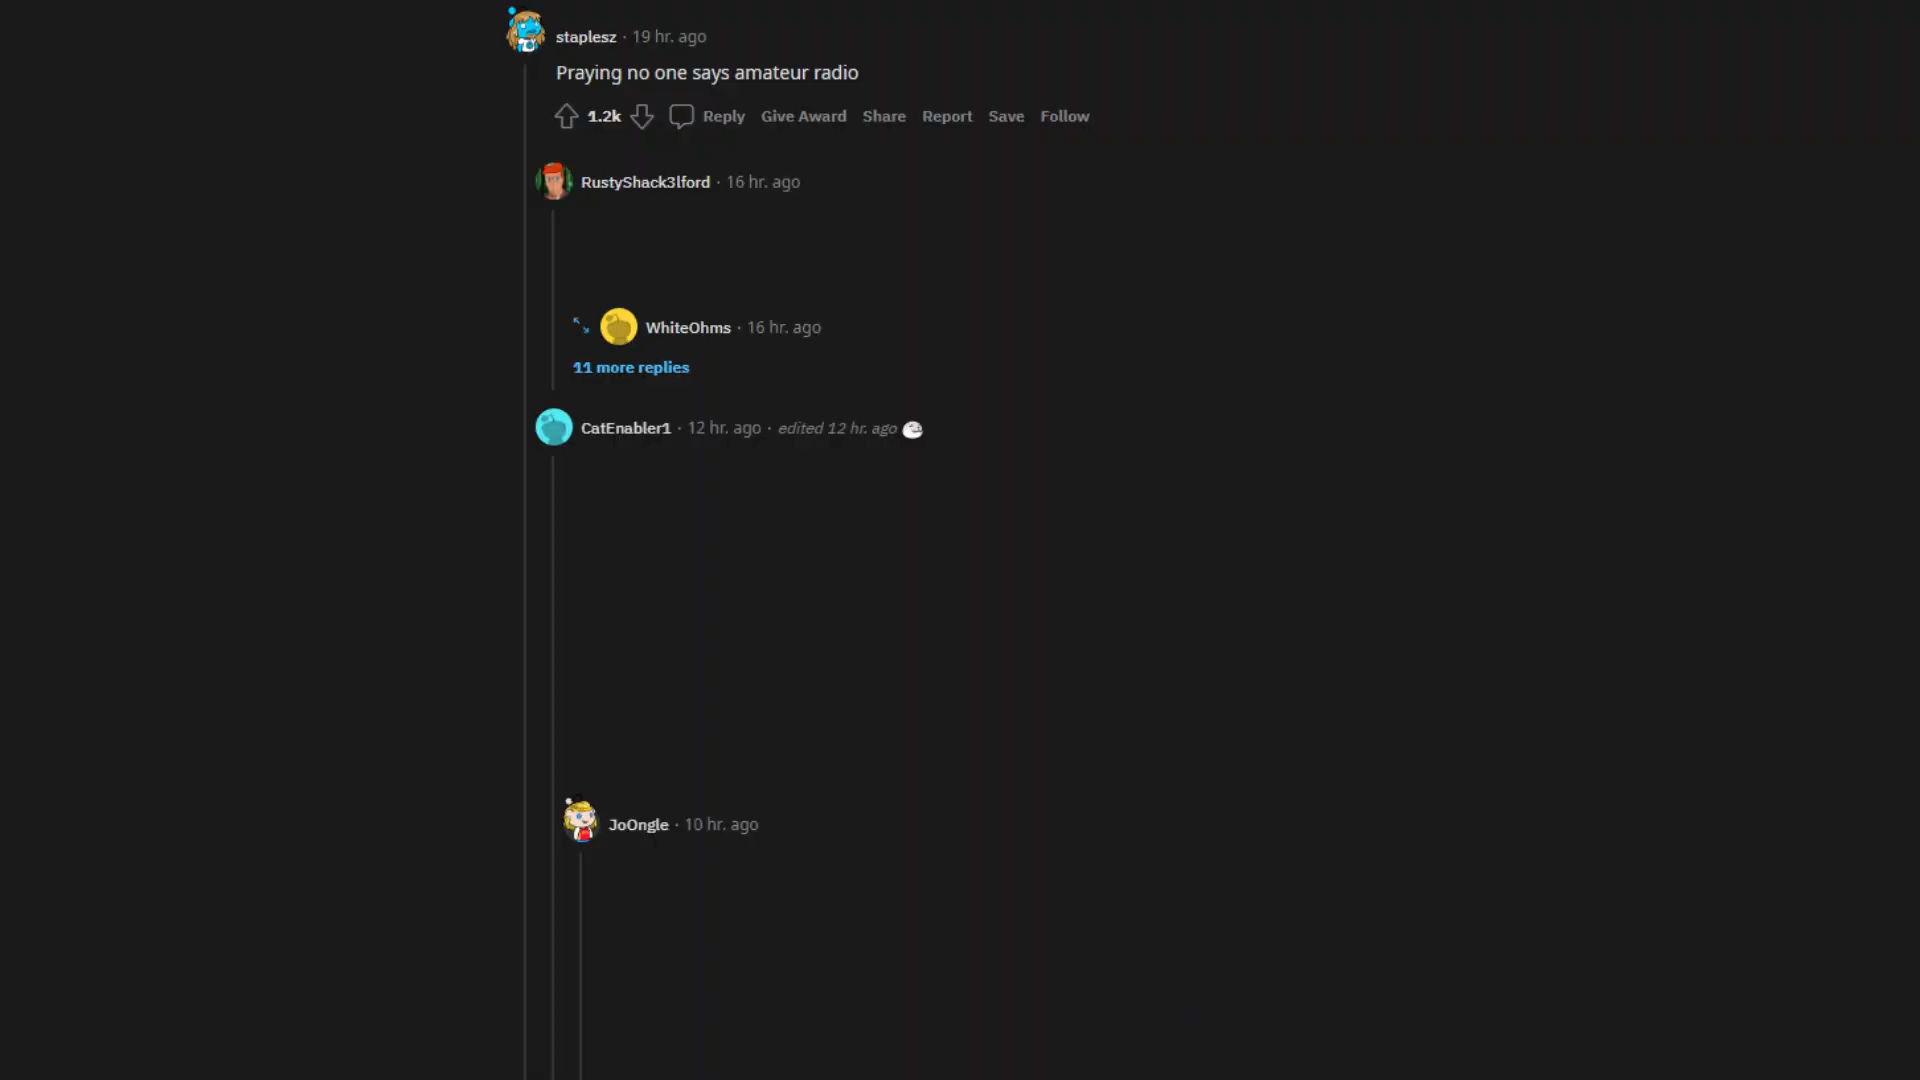 staplesz · 19 hr. ago
Praying no one says amateur radio
1.2k Reply Give Award Share Report Save Follow
RustyShack3lford · 16 hr. ago
WhiteOhms · 16 hr. ago
11 more replies
CatEnabler1 · 12 hr. ago · edited 12 hr. ago
JoOngle · 10 hr. ago